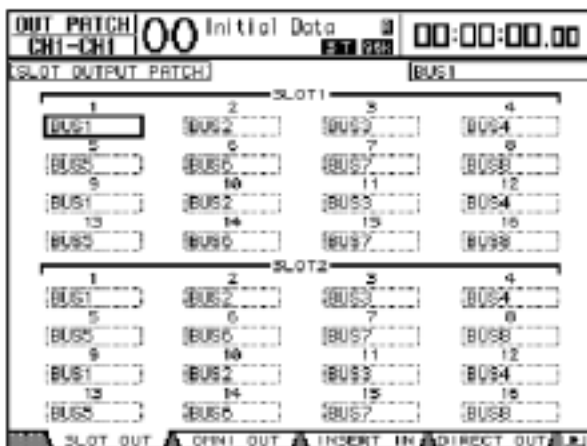 OUT PATCH
CH1-CH1
00 Initial Data
ST 96K
00:00:00.00
SLOT OUTPUT PATCH
BUS1
SLOT1
1 2 3 4
BUS1 BUS2 BUS3 BUS4
5 6 7 8
BUS5 BUS6 BUS7 BUS8
9 10 11 12
BUS1 BUS2 BUS3 BUS4
13 14 15 16
BUS5 BUS6 BUS7 BUS8
SLOT2
1 2 3 4
BUS1 BUS2 BUS3 BUS4
5 6 7 8
BUS5 BUS6 BUS7 BUS8
9 10 11 12
BUS1 BUS2 BUS3 BUS4
13 14 15 16
BUS5 BUS6 BUS7 BUS8
SLOT OUT OMNI OUT INSERT IN DIRECT OUT